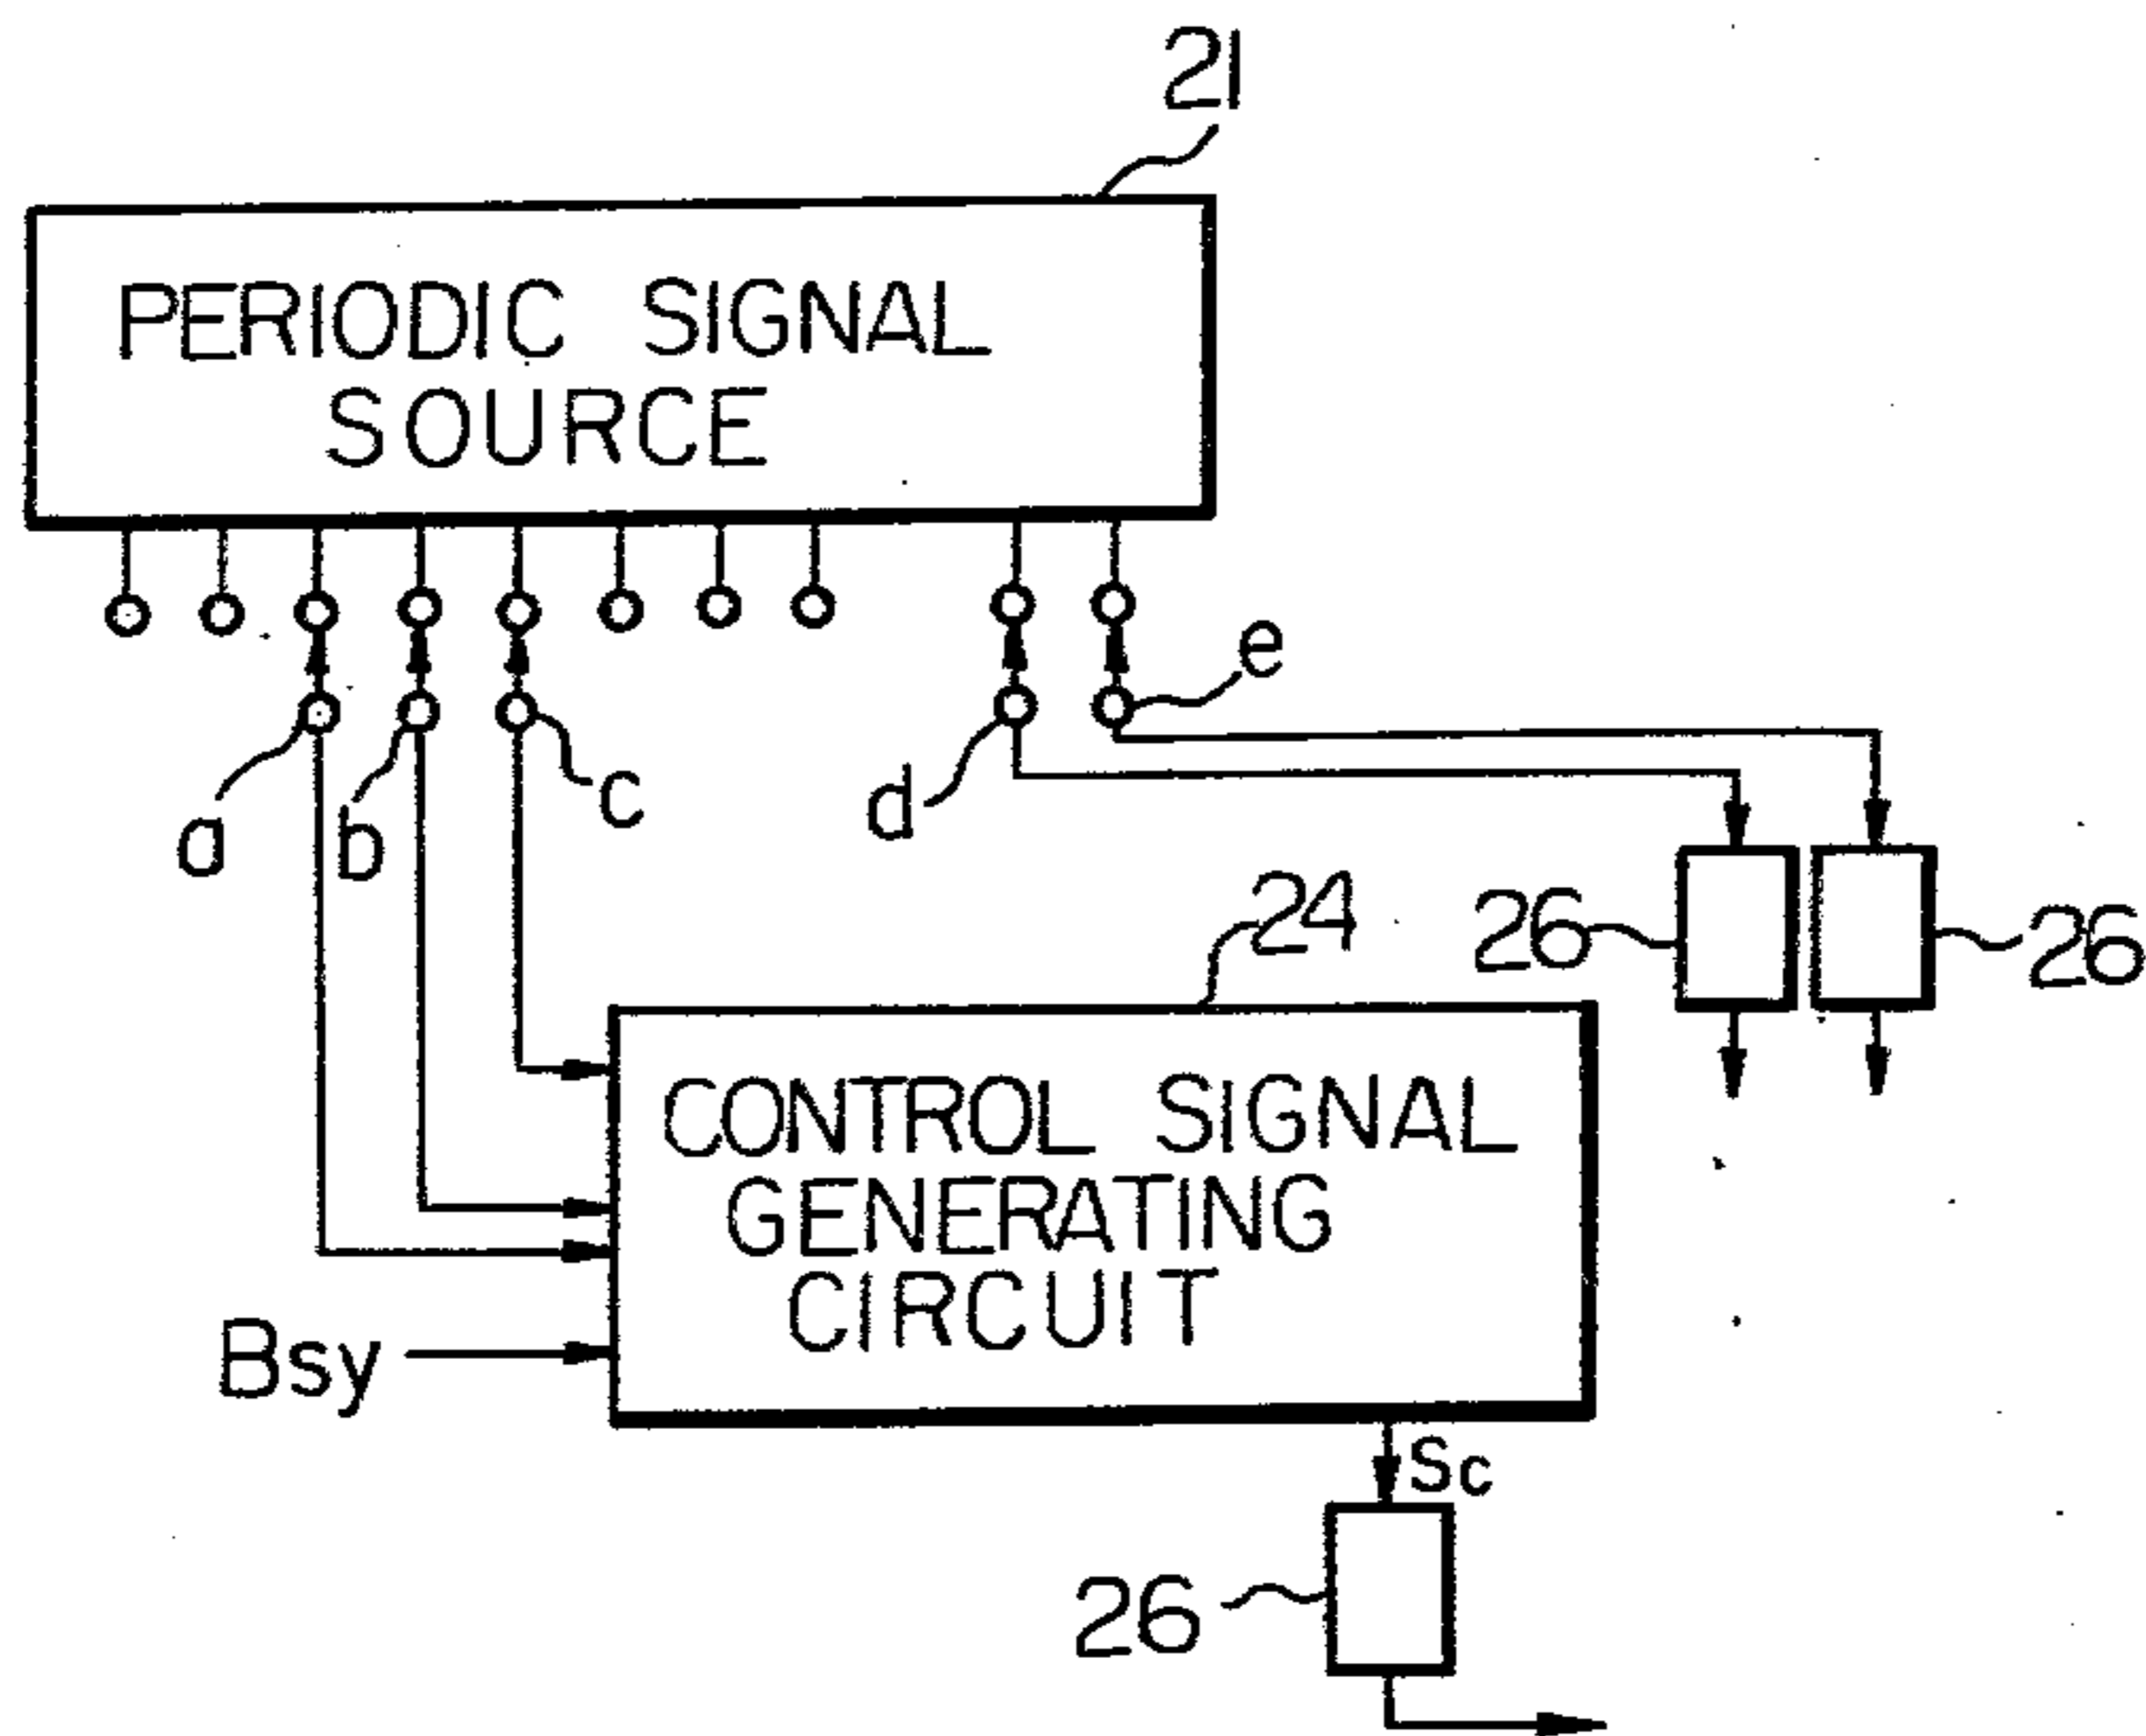 21
PERIODIC SIGNAL
SOURCE
e
a
b
c
d
24
26
26
CONTROL SIGNAL
GENERATING
CIRCUIT
Bsy
Sc
26